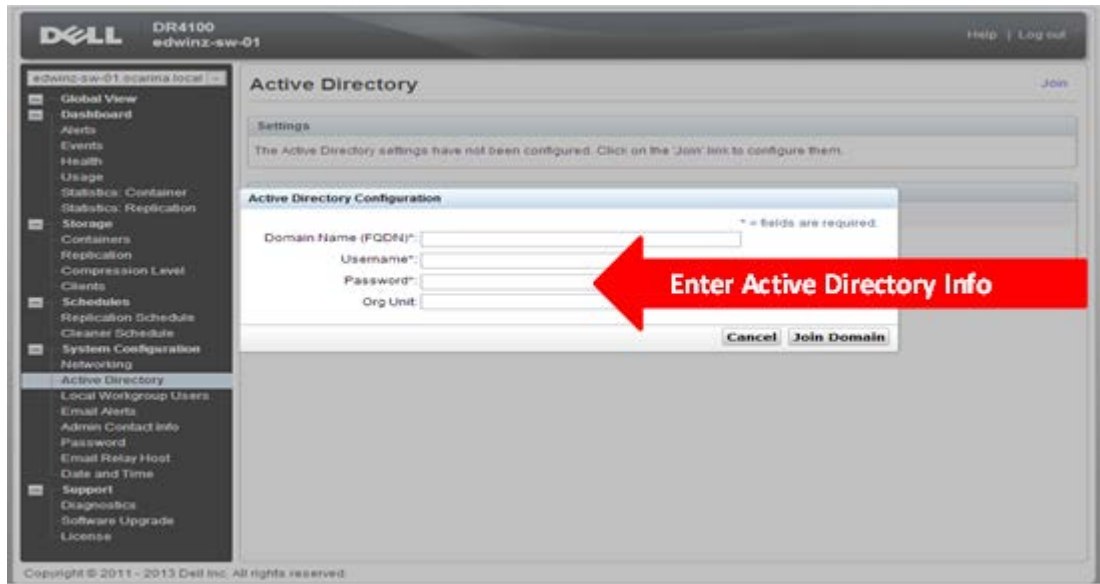 DELL
DR4100
edwinz-sw-01
Help | Log out
edwinz-sw-01.ocarina.local
Global View
Dashboard
Alerts
Events
Health
Usage
Statistics: Container
Statistics: Replication
Storage
Containers
Replication
Compression Level
Clients
Schedules
Replication Schedule
Cleaner Schedule
System Configuration
Networking
Active Directory
Local Workgroup Users
Email Alerts
Admin Contact Info
Password
Email Relay Host
Date and Time
Support
Diagnostics
Software Upgrade
License
Active Directory
Join
Settings
The Active Directory settings have not been configured. Click on the 'Join' link to configure them.
Active Directory Configuration
* = fields are required.
Domain Name (FQDN)*:
Username*:
Password*:
Org Unit:
Enter Active Directory Info
Cancel Join Domain
Copyright © 2011 - 2013 Dell Inc. All rights reserved.